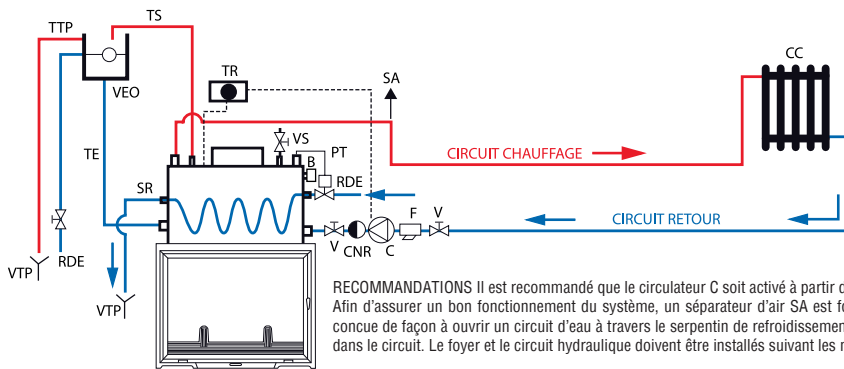 TTP
TS
VEO
TR
SA
CC
VS
PT
B
TE
CIRCUIT CHAUFFAGE
SR
RDE
CIRCUIT RETOUR
F
V
V
CNR
C
RDE
VTP
VTP
RECOMMANDATIONS Il est recommandé que le circulateur C soit activé à partir d
Afin d'assurer un bon fonctionnement du système, un séparateur d'air SA est fo
concue de façon à ouvrir un circuit d'eau à travers le serpentin de refroidissemen
dans le circuit. Le foyer et le circuit hydraulique doivent être installés suivant les